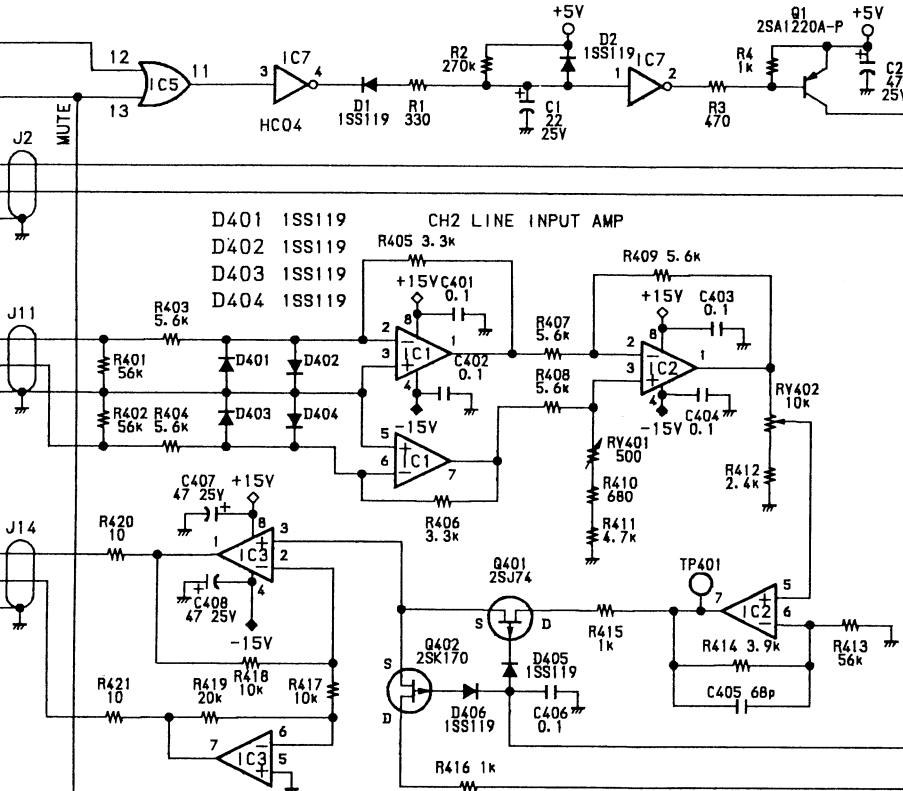 +5V
Q1
2SA1220A-P
+5V
12
IC5
11
13
MUTE
3
IC7
4
HC04
D1
1SS119
R1
330
R2
270k
D2
1SS119
C1
22
25V
1
IC7
2
R3
470
R4
1k
C2
47
25V
J2
D401 1SS119
D402 1SS119
D403 1SS119
D404 1SS119
CH2 LINE INPUT AMP
R405 3.3k
R409 5.6k
+15V
C401
0.1
+15V
C403
0.1
J11
R403
5.6k
R401
56k
D401
D402
2
8
1
3
IC1
4
C402
0.1
-15V
R407
5.6k
R408
5.6k
2
8
1
3
IC2
4
C404
0.1
-15V
RY402
10k
R402
56k
R404
5.6k
D403
D404
5
6
IC1
7
R406
3.3k
RY401
500
R410
680
R411
4.7k
R412
2.4k
J14
C407
47 25V
+15V
R420
10
1
IC3
8
3
2
4
C408
47 25V
-15V
Q401
2SJ74
S
D
TP401
7
IC2
5
6
R415
1k
R414 3.9k
R413
56k
C405 68p
R418
10k
R417
10k
R421
10
R419
20k
7
IC3
6
5
Q402
2SK170
S
D
D405
1SS119
D406
1SS119
C406
0.1
R416 1k